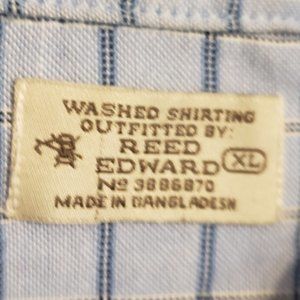 WASHED SHIRTING
OUTFITTED BY:
REED
EDWARD XL
No 3886870
MADE IN BANGLADESH